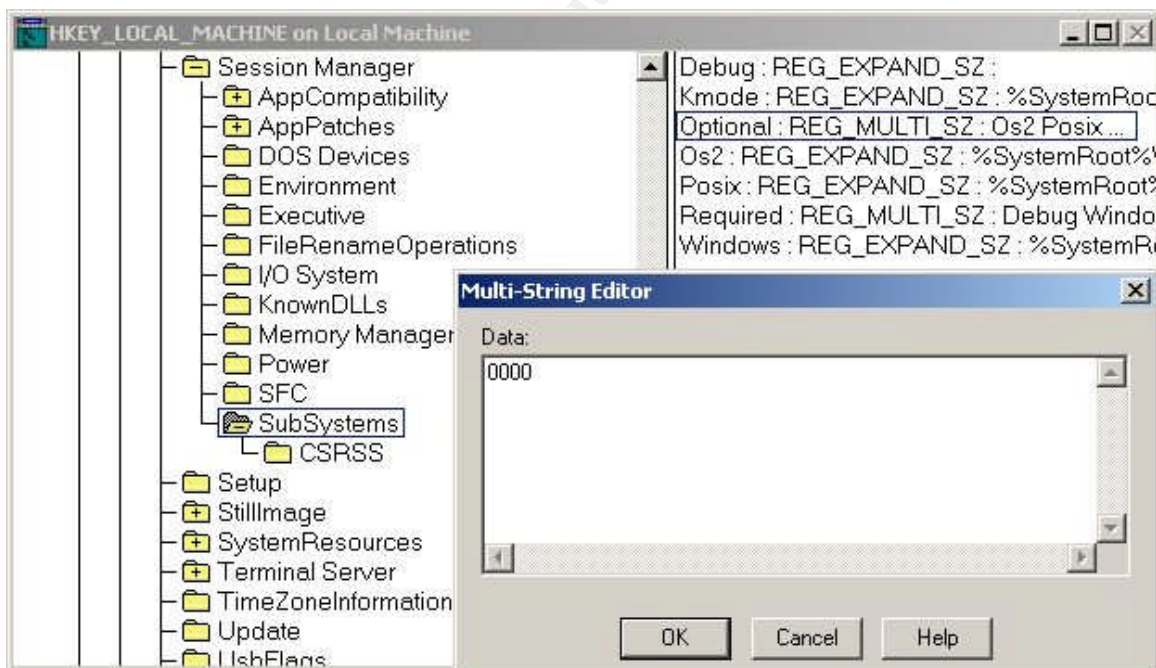 HKEY_LOCAL_MACHINE on Local Machine
Session Manager
AppCompatibility
AppPatches
DOS Devices
Environment
Executive
FileRenameOperations
I/O System
KnownDLLs
Memory Manager
Power
SFC
SubSystems
CSRSS
Setup
StillImage
SystemResources
Terminal Server
TimeZoneInformation
Update
UsbFlags
Debug : REG_EXPAND_SZ :
Kmode : REG_EXPAND_SZ : %SystemRoo
Optional : REG_MULTI_SZ : Os2 Posix ...
Os2 : REG_EXPAND_SZ : %SystemRoot%
Posix : REG_EXPAND_SZ : %SystemRoot%
Required : REG_MULTI_SZ : Debug Windo
Windows : REG_EXPAND_SZ : %SystemR
Multi-String Editor
Data:
0000
OK Cancel Help